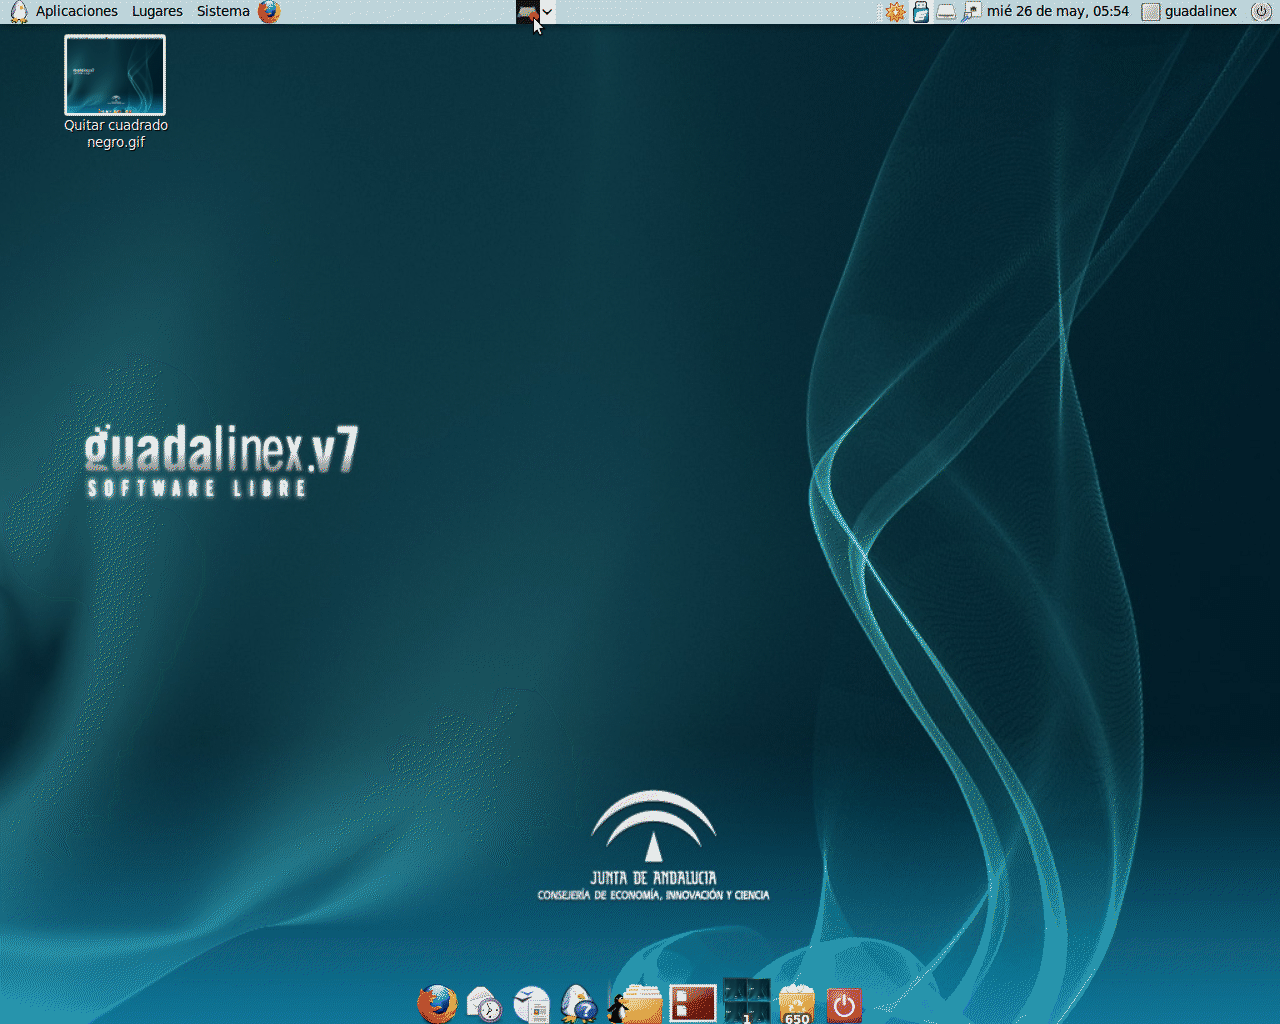 Aplicaciones Lugares Sistema mié 26 de may, 05:54 guadalinex
Quitar cuadrado
negro.gif
guadalinex.v7
SOFTWARE LIBRE
JUNTA DE ANDALUCIA
CONSEJERÍA DE ECONOMÍA, INNOVACIÓN Y CIENCIA
1 650